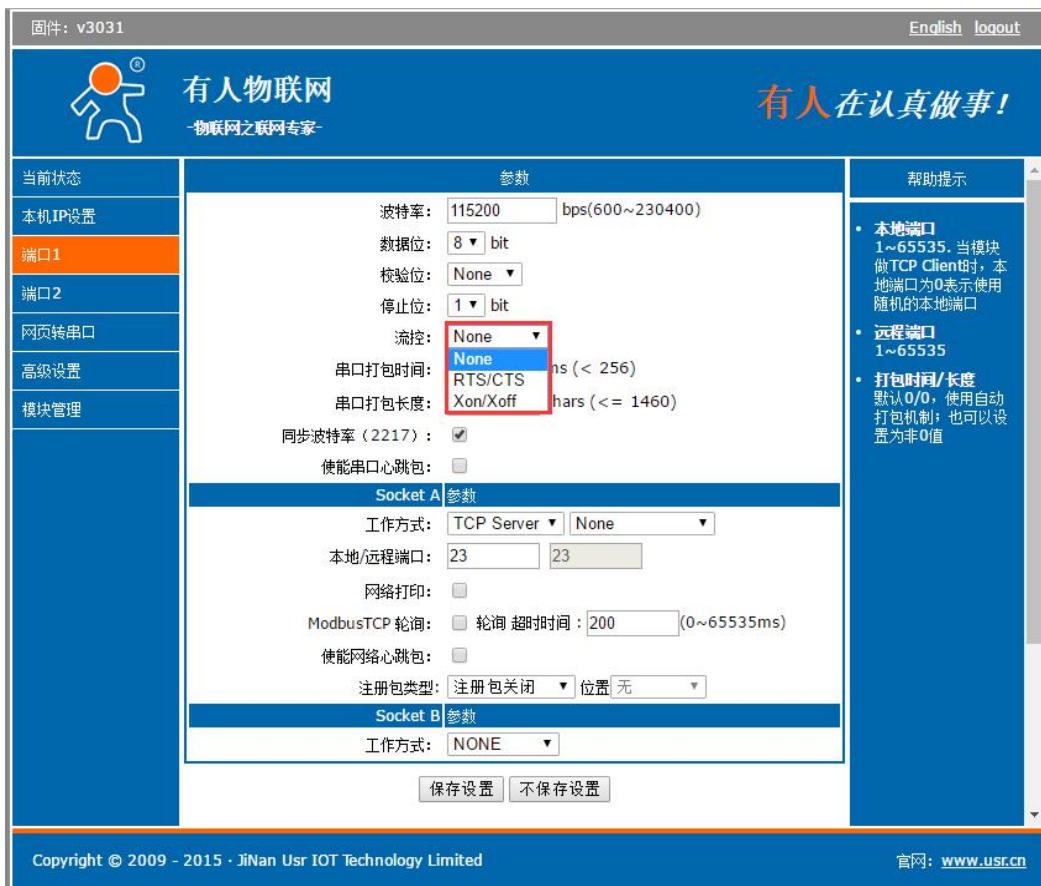 固件：v3031
English logout
®
有人物联网
-物联网之联网专家-
有人在认真做事!
当前状态
本机IP设置
端口1
端口2
网页转串口
高级设置
模块管理
参数
波特率： 115200 bps(600~230400)
数据位： 8 bit
校验位： None
停止位： 1 bit
流控： None
None
RTS/CTS
Xon/Xoff
串口打包时间： (< 256)
串口打包长度： (<= 1460)
同步波特率（2217）：
使能串口心跳包：
Socket A 参数
工作方式： TCP Server None
本地/远程端口： 23 23
网络打印：
ModbusTCP 轮询： 轮询 超时时间：200 (0~65535ms)
使能网络心跳包：
注册包类型： 注册包关闭 位置 无
Socket B 参数
工作方式： NONE
保存设置 不保存设置
帮助提示
• 本地端口
1~65535. 当模块
做TCP Client时，本
地端口为0表示使用
随机的本地端口
• 远程端口
1~65535
• 打包时间/长度
默认0/0，使用自动
打包机制；也可以设
置为非0值
Copyright © 2009 - 2015 · JiNan Usr IOT Technology Limited
官网：www.usr.cn